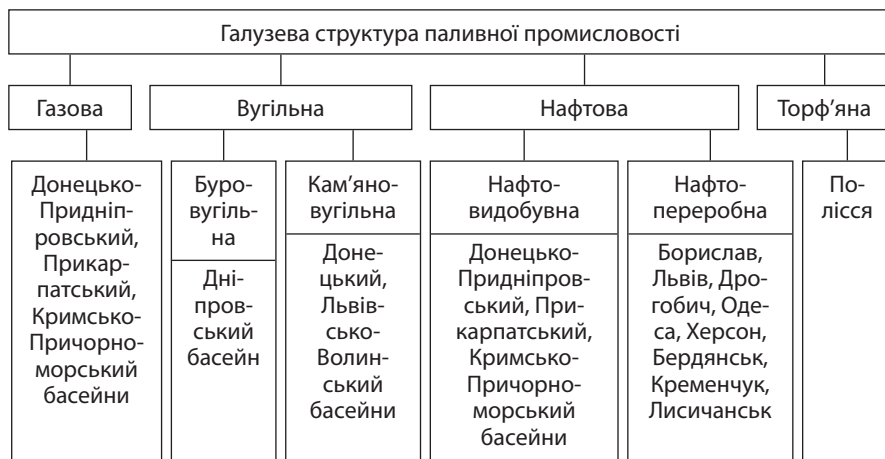 Галузева структура паливної промисловості
Газова
Вугільна
Нафтова
Торф'яна
Донецько-
Придніп-
ровський,
Прикар-
патський,
Кримсько-
Причорно-
морський
басейни
Буро-
вугіль-
на
Дні-
пров-
ський
басейн
Кам'яно-
вугільна
Доне-
цький,
Львів-
сько-
Волин-
ський
басейни
Нафто-
видобувна
Донецько-
Придніпров-
ський, При-
карпатський,
Кримсько-
Причорно-
морський
басейни
Нафто-
переробна
Борислав,
Львів, Дро-
гобич, Оде-
са, Херсон,
Бердянськ,
Кременчук,
Лисичанськ
По-
лісся